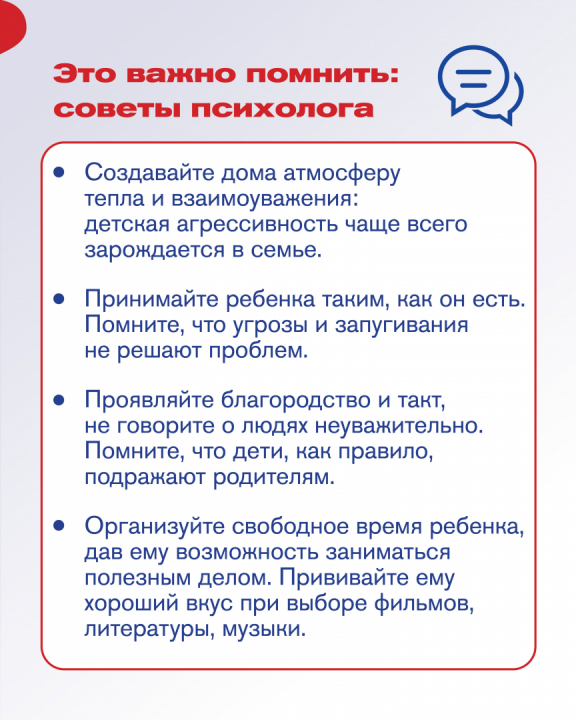 Это важно помнить:
советы психолога
• Создавайте дома атмосферу
тепла и взаимоуважения:
детская агрессивность чаще всего
зарождается в семье.
• Принимайте ребенка таким, как он есть.
Помните, что угрозы и запугивания
не решают проблем.
• Проявляйте благородство и такт,
не говорите о людях неуважительно.
Помните, что дети, как правило,
подражают родителям.
• Организуйте свободное время ребенка,
дав ему возможность заниматься
полезным делом. Прививайте ему
хороший вкус при выборе фильмов,
литературы, музыки.